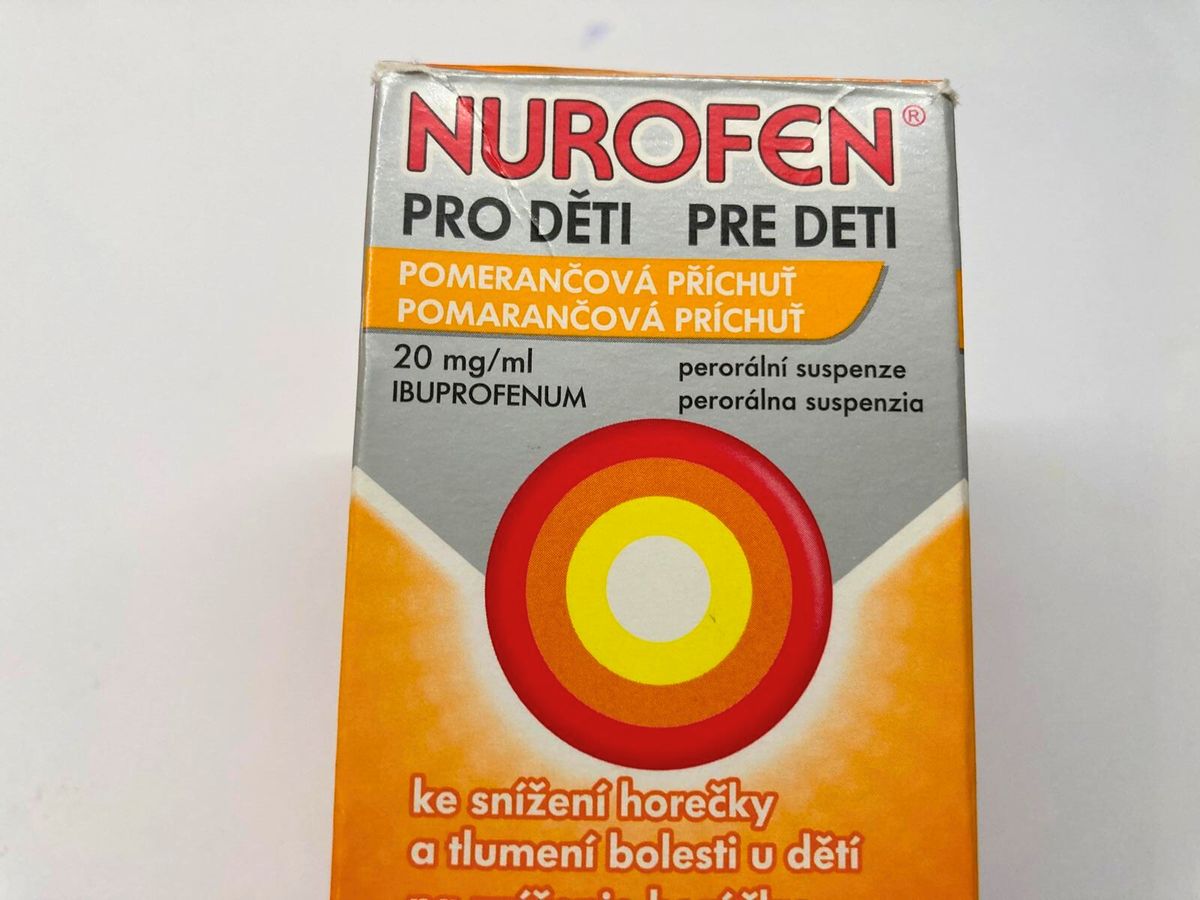 NUROFEN®
PRO DĚTI PRE DETI
POMERANČOVÁ PŘÍCHUŤ
POMARANČOVÁ PRÍCHUŤ
20 mg/ml perorální suspenze
IBUPROFENUM perorálna suspenzia
ke snížení horečky
a tlumení bolesti u dětí